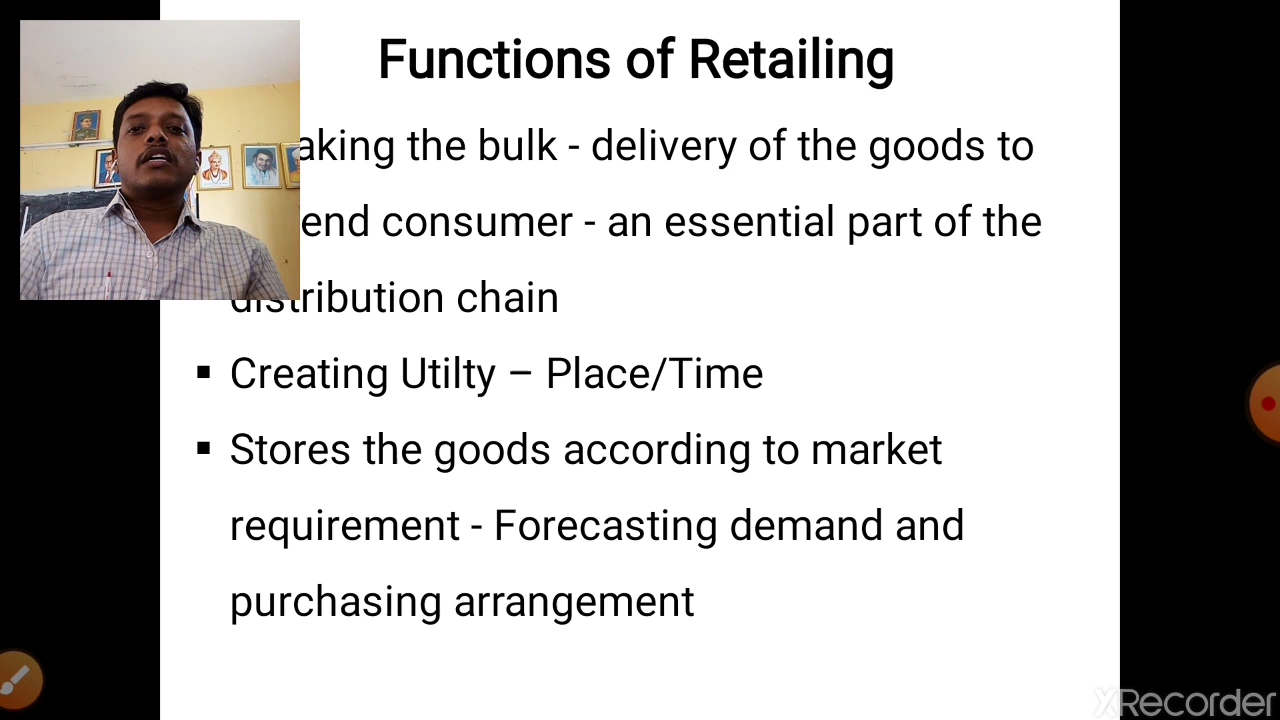 Functions of Retailing
aking the bulk - delivery of the goods to
end consumer - an essential part of the
distribution chain
▪ Creating Utilty – Place/Time
▪ Stores the goods according to market
requirement - Forecasting demand and
purchasing arrangement
XRecorder